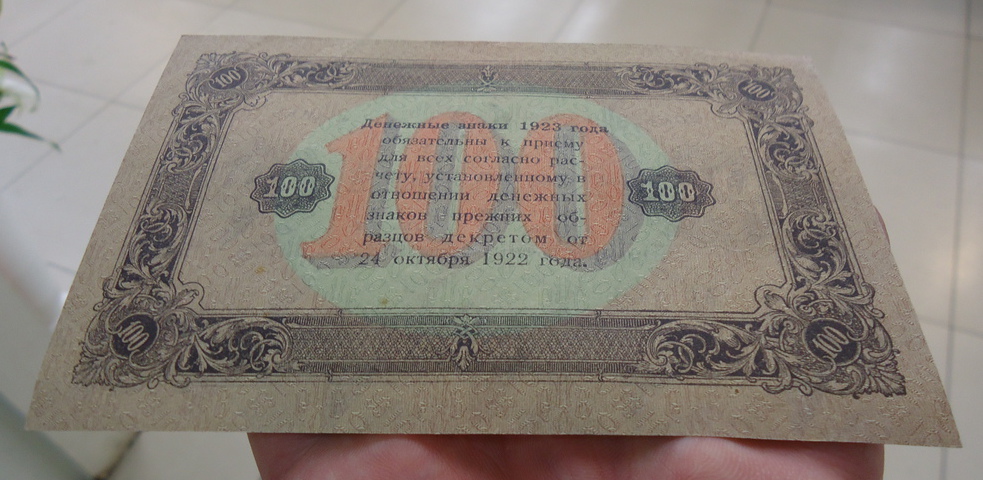 100 100
Денежные знаки 1923 года
обязательны к приему
для всех согласно рас-
чету, установленному в
100 100 100
отношении денежных
знаков прежних об-
разцов декретом от
24 октября 1922 года.
100 100